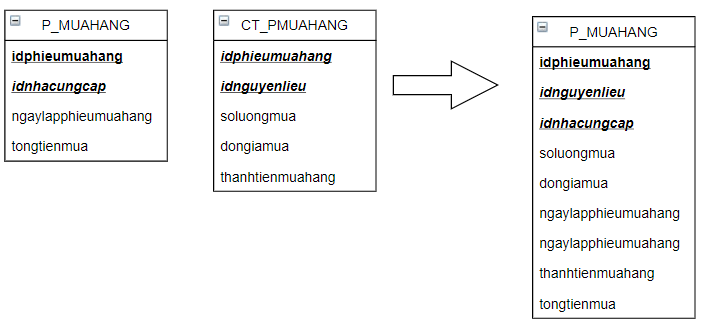 P_MUAHANG
idphieumuahang
idnhacungcap
ngaylapphieumuahang
tongtienmua
CT_PMUAHANG
idphieumuahang
idnguyenlieu
soluongmua
dongiamua
thanhtienmuahang
P_MUAHANG
idphieumuahang
idnguyenlieu
idnhacungcap
soluongmua
dongiamua
ngaylapphieumuahang
ngaylapphieumuahang
thanhtienmuahang
tongtienmua